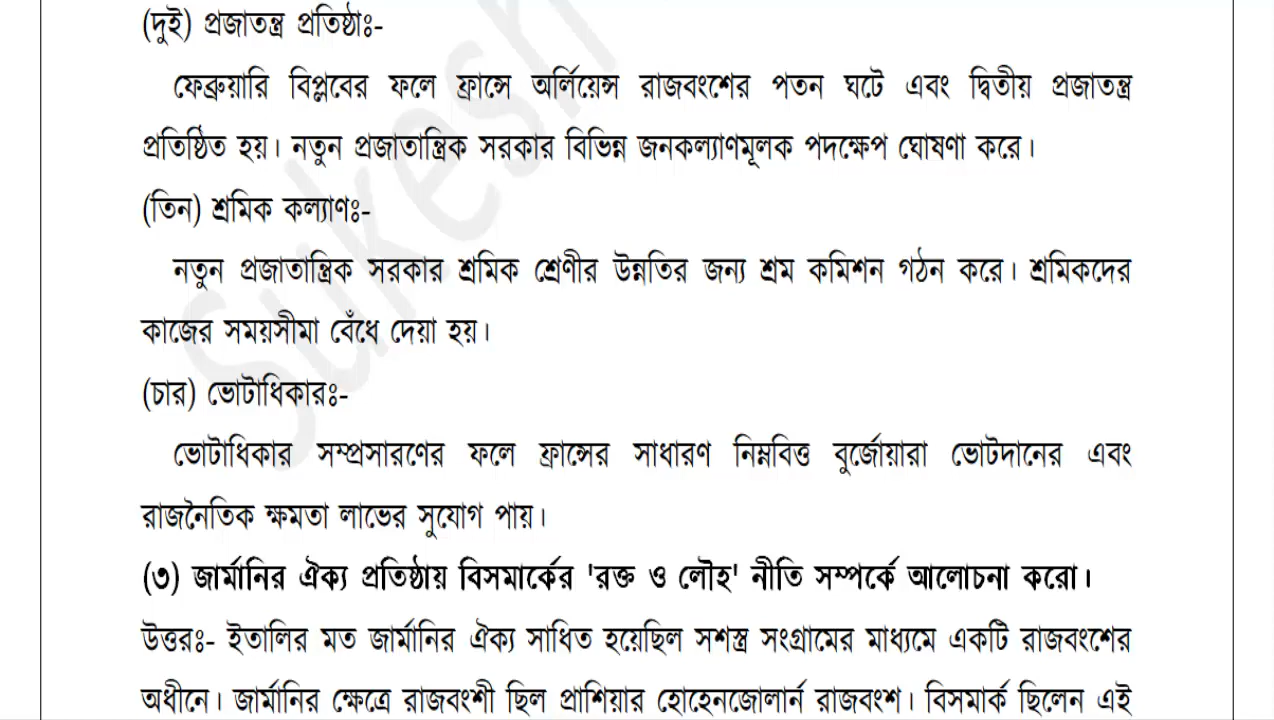 (দুই) প্রজাতন্ত্র প্রতিষ্ঠাঃ-
ফেব্রুয়ারি বিপ্লবের ফলে ফ্রান্সে অর্লিয়েন্স রাজবংশের পতন ঘটে এবং দ্বিতীয় প্রজাতন্ত্র
প্রতিষ্ঠিত হয়। নতুন প্রজাতান্ত্রিক সরকার বিভিন্ন জনকল্যাণমূলক পদক্ষেপ ঘোষণা করে।
(তিন) শ্রমিক কল্যাণঃ-
নতুন প্রজাতান্ত্রিক সরকার শ্রমিক শ্রেণীর উন্নতির জন্য শ্রম কমিশন গঠন করে। শ্রমিকদের
কাজের সময়সীমা বেঁধে দেয়া হয়।
(চার) ভোটাধিকারঃ-
ভোটাধিকার সম্প্রসারণের ফলে ফ্রান্সের সাধারণ নিম্নবিত্ত বুর্জোয়ারা ভোটদানের এবং
রাজনৈতিক ক্ষমতা লাভের সুযোগ পায়।
(৩) জার্মানির ঐক্য প্রতিষ্ঠায় বিসমার্কের 'রক্ত ও লৌহ' নীতি সম্পর্কে আলোচনা করো।
উত্তরঃ- ইতালির মত জার্মানির ঐক্য সাধিত হয়েছিল সশস্ত্র সংগ্রামের মাধ্যমে একটি রাজবংশের
অধীনে। জার্মানির ক্ষেত্রে রাজবংশী ছিল প্রাশিয়ার হোহেনজোলার্ন রাজবংশ। বিসমার্ক ছিলেন এই
Sukesh